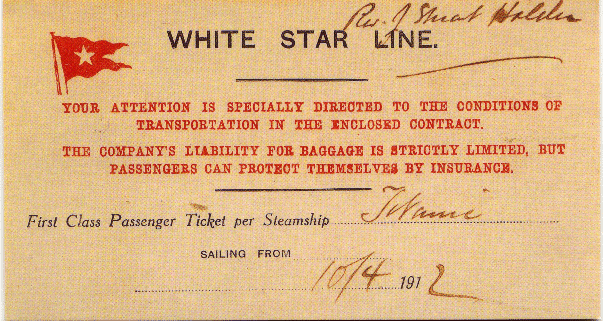 Rev. J Stuart Holden
WHITE STAR LINE.
YOUR ATTENTION IS SPECIALLY DIRECTED TO THE CONDITIONS OF
TRANSPORTATION IN THE ENCLOSED CONTRACT.
THE COMPANY'S LIABILITY FOR BAGGAGE IS STRICTLY LIMITED, BUT
PASSENGERS CAN PROTECT THEMSELVES BY INSURANCE.
First Class Passenger Ticket per Steamship Titanic
SAILING FROM
10/4 1912